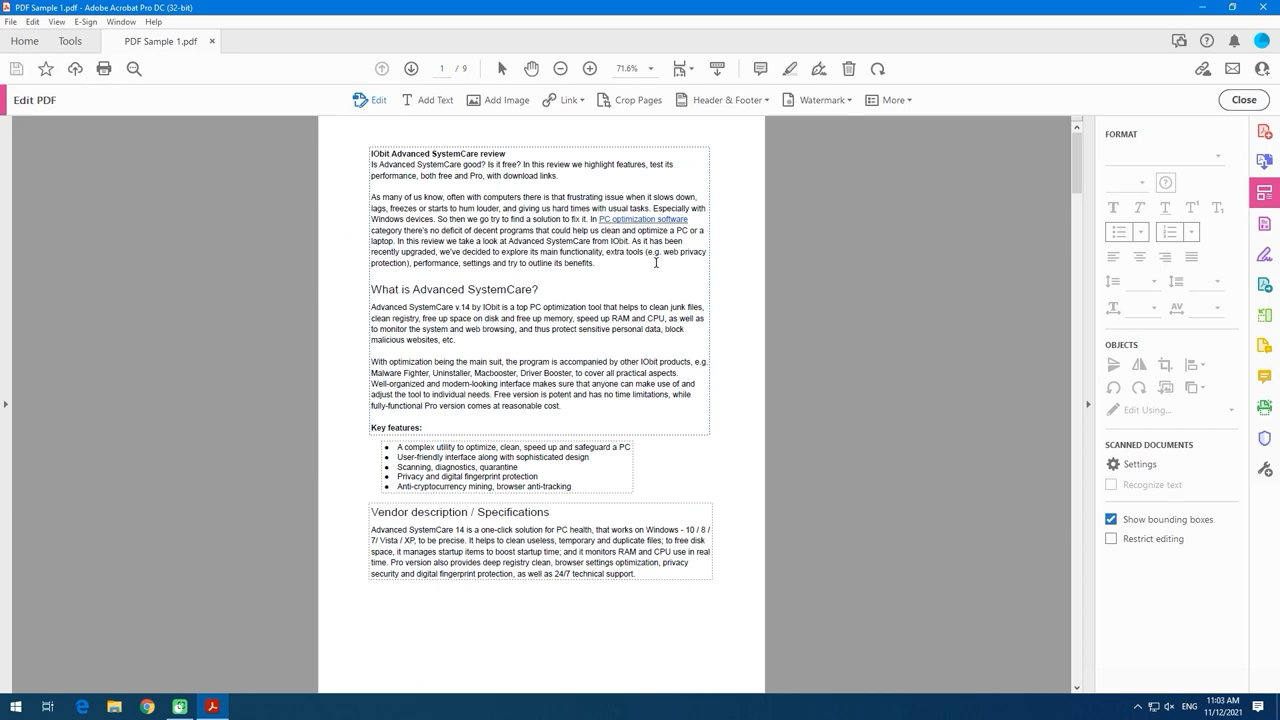 PDF Sample 1.pdf - Adobe Acrobat Pro DC (32-bit)
File Edit View E-Sign Window Help
Home Tools PDF Sample 1.pdf ×
1 / 9 71.6%
Edit PDF Edit Add Text Add Image Link Crop Pages Header & Footer Watermark More Close
IObit Advanced SystemCare review
Is Advanced SystemCare good? Is it free? In this review we highlight features, test its
performance, both free and Pro, with download links.
As many of us know, often with computers there is that frustrating issue when it slows down,
lags, freezes or starts to hum louder, and giving us hard times with usual tasks. Especially with
Windows devices. So then we go try to find a solution to fix it. In PC optimization software
category there's no deficit of decent programs that could help us clean and optimize a PC or a
laptop. In this review we take a look at Advanced SystemCare from IObit. As it has been
recently upgraded, we've decided to explore its main functionality, extra tools (e.g. web privacy
protection), performance, settings and try to outline its benefits.
What is Advanced SystemCare?
Advanced SystemCare v.14 by IObit is a top PC optimization tool that helps to clean junk files,
clean registry, free up space on disk and free up memory, speed up RAM and CPU, as well as
to monitor the system and web browsing, and thus protect sensitive personal data, block
malicious websites, etc.
With optimization being the main suit, the program is accompanied by other IObit products, e.g.
Malware Fighter, Uninstaller, Macbooster, Driver Booster, to cover all practical aspects.
Well-organized and modern-looking interface makes sure that anyone can make use of and
adjust the tool to individual needs. Free version is potent and has no time limitations, while
fully-functional Pro version comes at reasonable cost.
Key features:
● A complex utility to optimize, clean, speed up and safeguard a PC
● User-friendly interface along with sophisticated design
● Scanning, diagnostics, quarantine
● Privacy and digital fingerprint protection
● Anti-cryptocurrency mining, browser anti-tracking
Vendor description / Specifications
Advanced SystemCare 14 is a one-click solution for PC health, that works on Windows - 10 / 8 /
7/ Vista / XP, to be precise. It helps to clean useless, temporary and duplicate files; to free disk
space, it manages startup items to boost startup time; and it monitors RAM and CPU use in real
time. Pro version also provides deep registry clean, browser settings optimization, privacy
security and digital fingerprint protection, as well as 24/7 technical support.
FORMAT
T T T T T
T AV
OBJECTS
Edit Using...
SCANNED DOCUMENTS
Settings
Recognize text
Show bounding boxes
Restrict editing
ENG
11:03 AM
11/12/2021